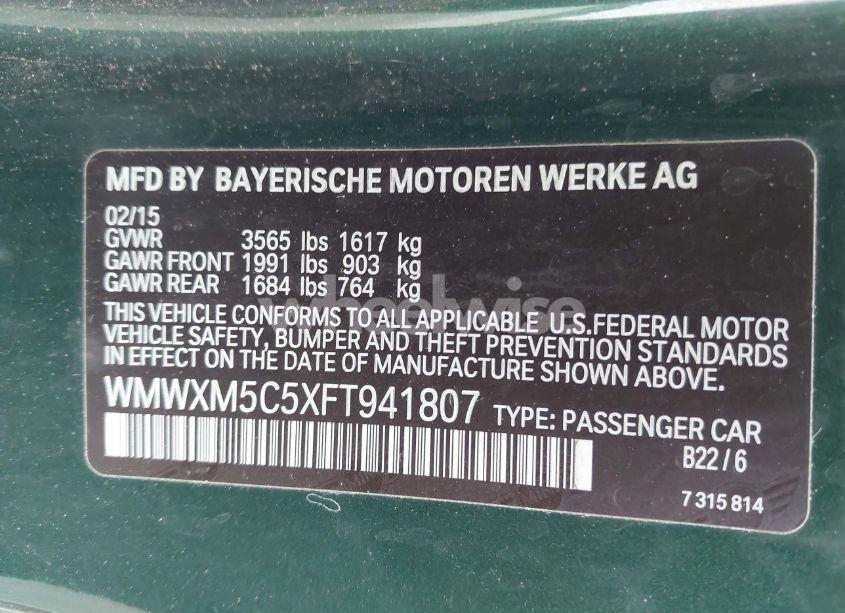 MFD BY BAYERISCHE MOTOREN WERKE AG
02/15
GVWR 3565 lbs 1617 kg
GAWR FRONT 1991 lbs 903 kg
GAWR REAR 1684 lbs 764 kg
wheelwise
THIS VEHICLE CONFORMS TO ALL APPLICABLE U.S.FEDERAL MOTOR
VEHICLE SAFETY, BUMPER AND THEFT PREVENTION STANDARDS
IN EFFECT ON THE DATE OF MANUFACTURE SHOWN ABOVE.
WMWXM5C5XFT941807 TYPE: PASSENGER CAR
B22/6
7 315 814